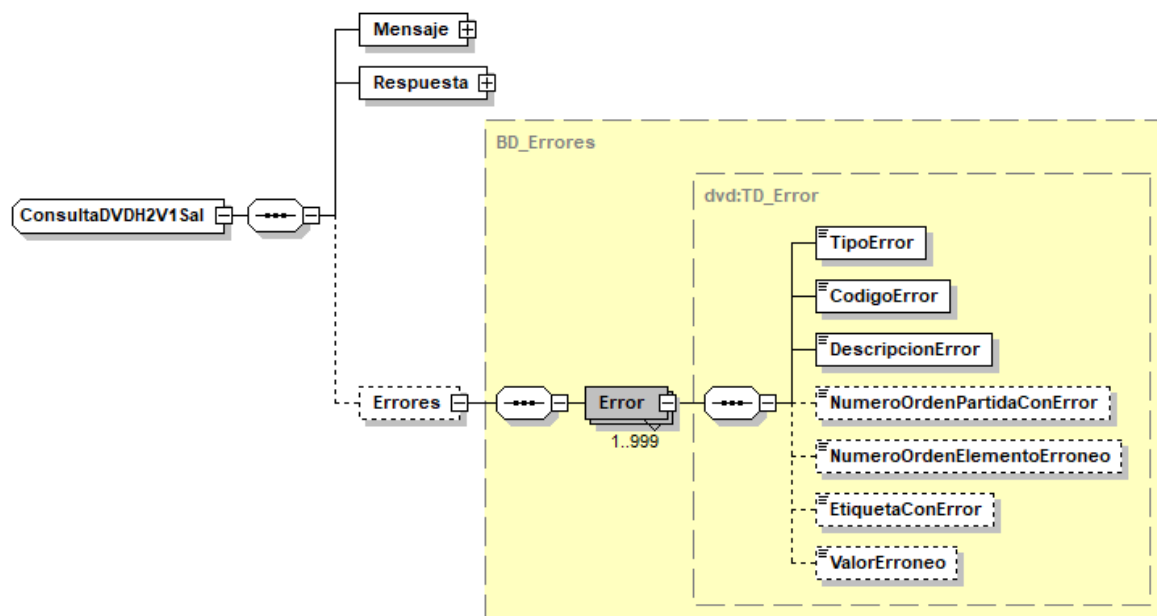 Mensaje
Respuesta
BD_Errores
dvd:TD_Error
ConsultaDVDH2V1Sal
TipoError
CodigoError
DescripcionError
Errores
Error
1..999
NumeroOrdenPartidaConError
NumeroOrdenElementoErroneo
EtiquetaConError
ValorErroneo